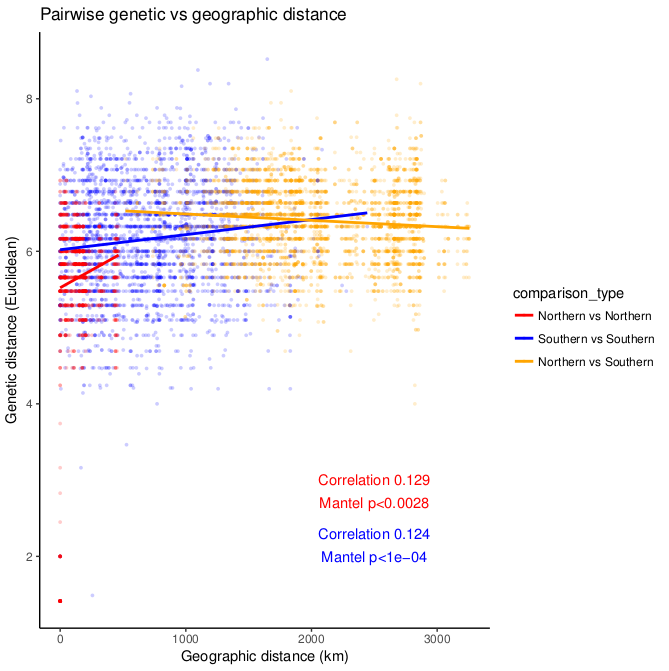 Pairwise genetic vs geographic distance
Genetic distance (Euclidean)
8
6
4
2
0
1000
2000
3000
Geographic distance (km)
Correlation 0.129
Mantel p<0.0028
Correlation 0.124
Mantel p<1e−04
comparison_type
Northern vs Northern
Southern vs Southern
Northern vs Southern